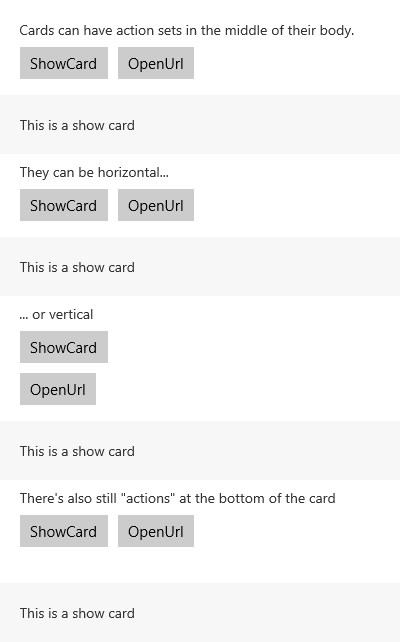 Cards can have action sets in the middle of their body.
ShowCard OpenUrl
This is a show card
They can be horizontal...
ShowCard OpenUrl
This is a show card
... or vertical
ShowCard
OpenUrl
This is a show card
There's also still "actions" at the bottom of the card
ShowCard OpenUrl
This is a show card